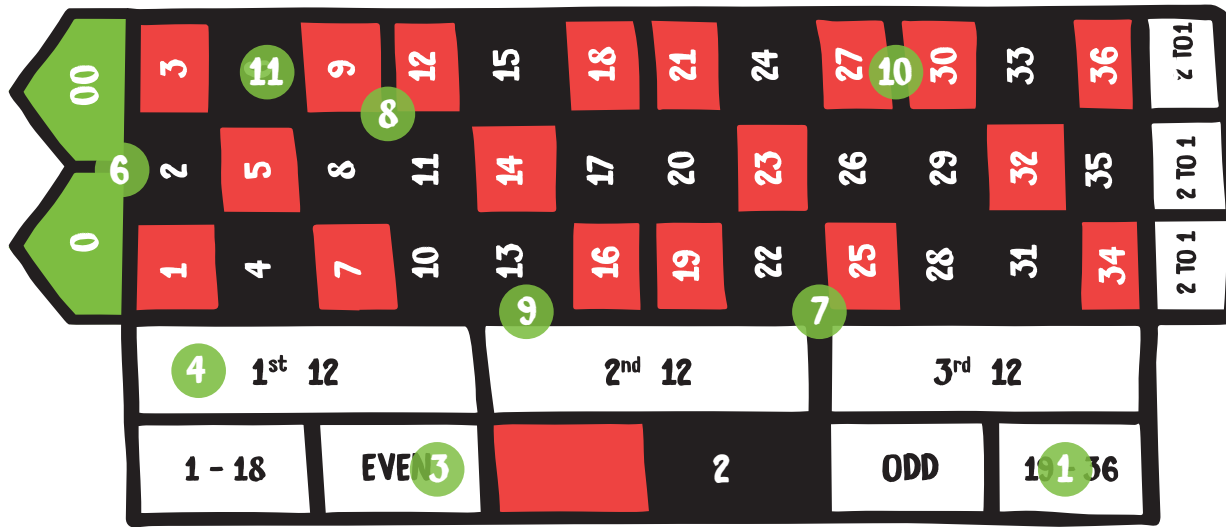 00 3 11 9 12 15 18 21 24 27 10 30 33 36 2 TO1
8
6 2 5 8 11 14 17 20 23 26 29 32 35 2 TO 1
0 1 4 7 10 13 16 19 22 25 28 31 34 2 TO 1
9 7
4 1st 12 2nd 12 3rd 12
1 - 18 EVEN 3 2 ODD 19 - 36 1